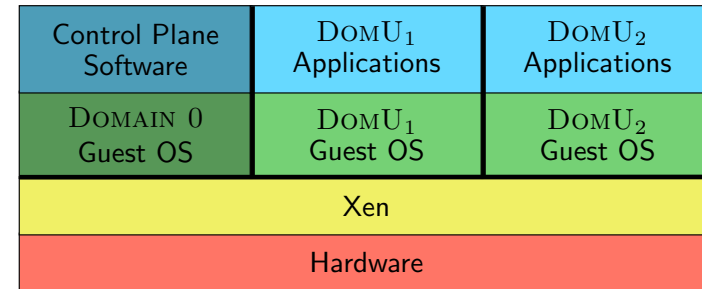 Control Plane
Software
DomU₁
Applications
DomU₂
Applications
Domain 0
Guest OS
DomU₁
Guest OS
DomU₂
Guest OS
Xen
Hardware